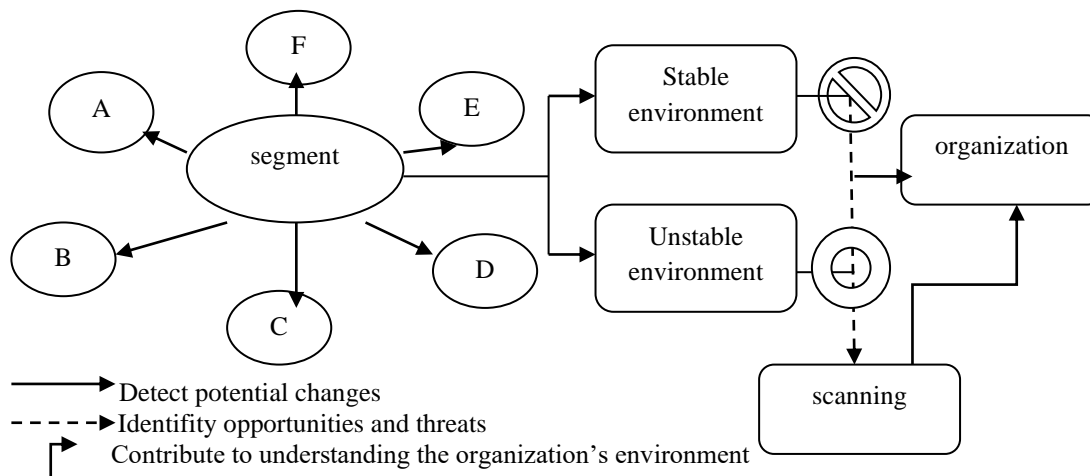 F
A
E
segment
B
C
D
Stable
environment
Unstable
environment
organization
scanning
Detect potential changes
Identifity opportunities and threats
Contribute to understanding the organization's environment